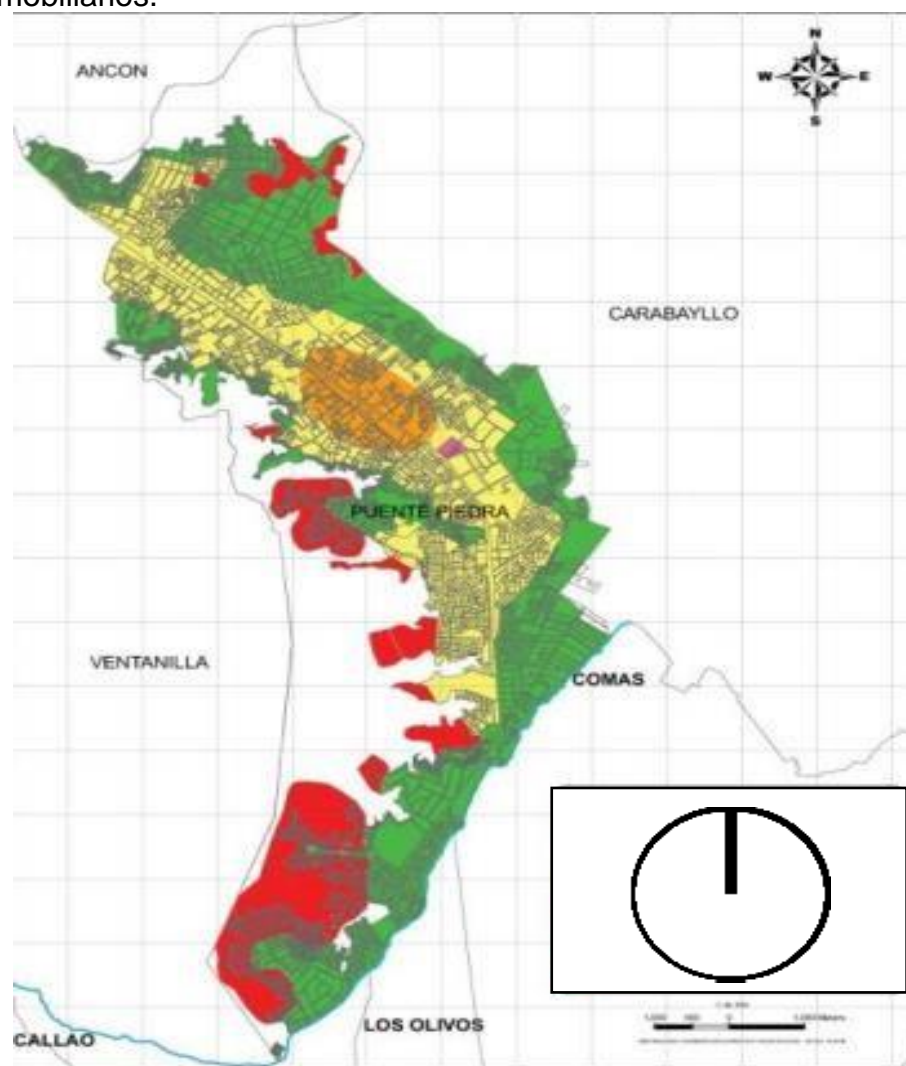 mobiliarios.
N
ANCON
W E
S
CARABAYLLO
PUENTE PIEDRA
VENTANILLA
COMAS
LOS OLIVOS
CALLAO